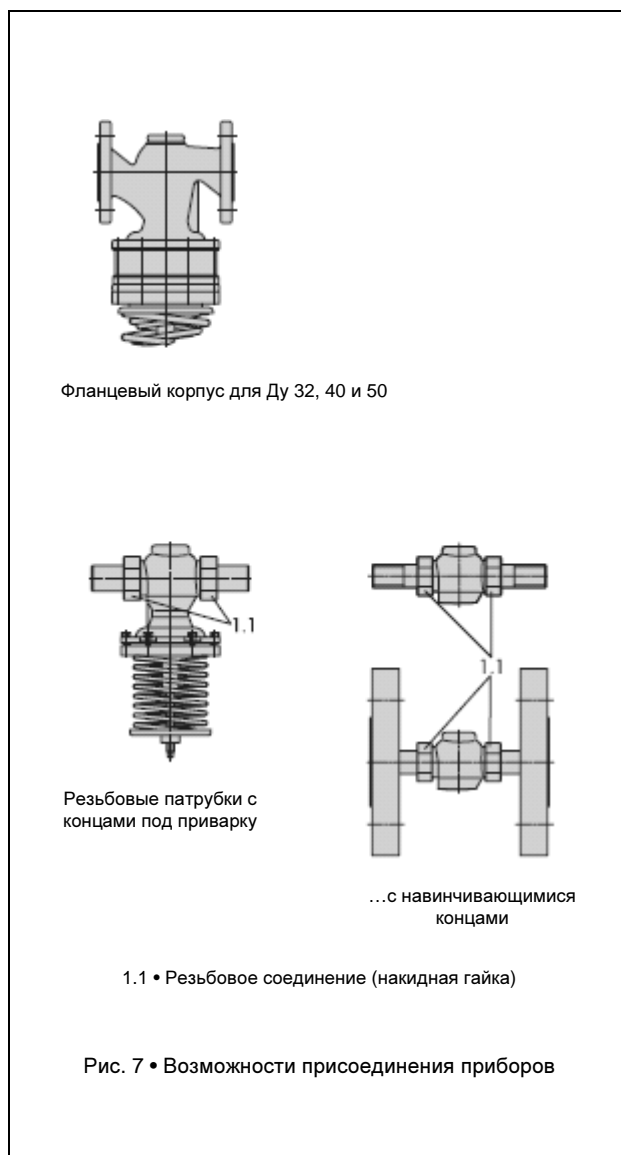 Фланцевый корпус для Ду 32, 40 и 50
1.1
Резьбовые патрубки с
концами под приварку
1.1
…с навинчивающимися
концами
1.1 • Резьбовое соединение (накидная гайка)
Рис. 7 • Возможности присоединения приборов